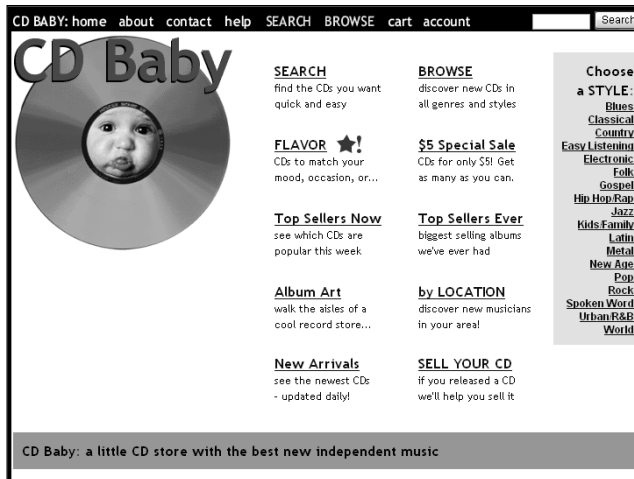 CD BABY: home about contact help SEARCH BROWSE cart account Search
CD Baby
SEARCH
find the CDs you want
quick and easy
BROWSE
discover new CDs in
all genres and styles
FLAVOR ★!
CDs to match your
mood, occasion, or...
$5 Special Sale
CDs for only $5! Get
as many as you can.
Top Sellers Now
see which CDs are
popular this week
Top Sellers Ever
biggest selling albums
we've ever had
Album Art
walk the aisles of a
cool record store...
by LOCATION
discover new musicians
in your area!
New Arrivals
see the newest CDs
- updated daily!
SELL YOUR CD
if you released a CD
we'll help you sell it
Choose
a STYLE:
Blues
Classical
Country
Easy Listening
Electronic
Folk
Gospel
Hip Hop/Rap
Jazz
Kids/Family
Latin
Metal
New Age
Pop
Rock
Spoken Word
Urban/R&B
World
CD Baby: a little CD store with the best new independent music